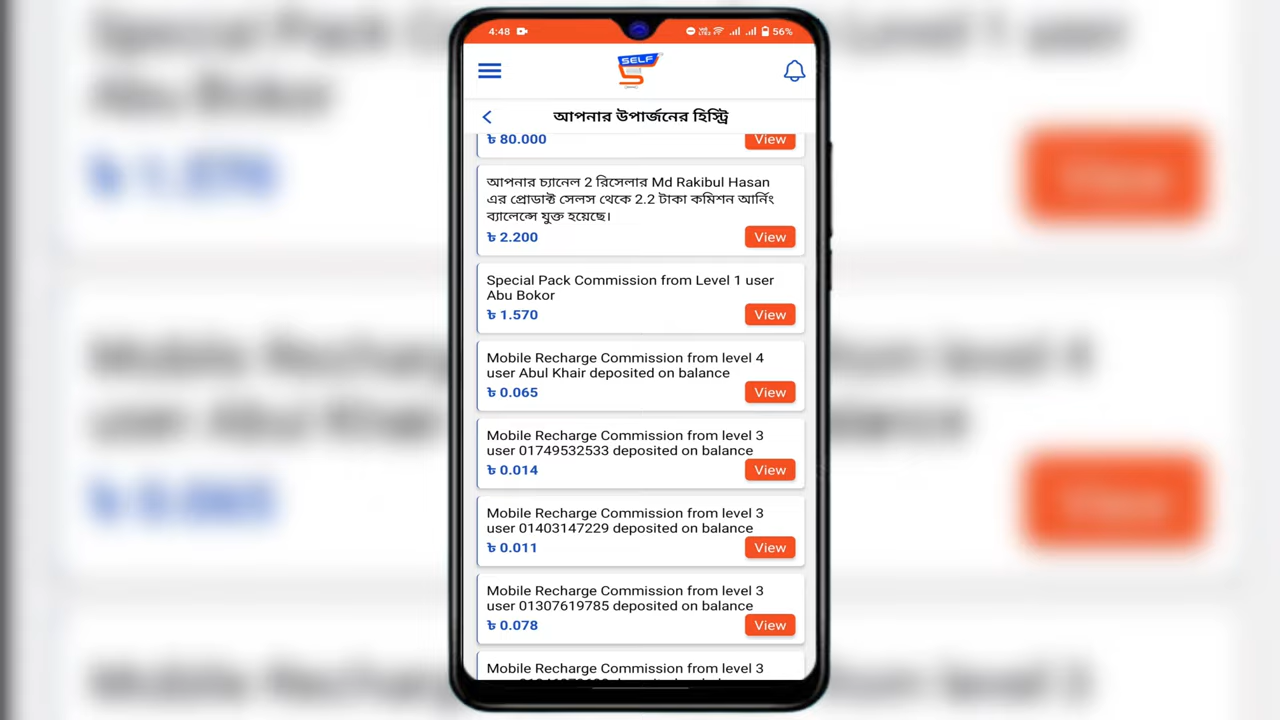 4:48
56%
SELF
আপনার উপার্জনের হিস্ট্রি
৳ 80.000
View
আপনার চ্যানেল 2 রিসেলার Md Rakibul Hasan
এর প্রোডাক্ট সেলস থেকে 2.2 টাকা কমিশন আর্নিং
ব্যালেন্সে যুক্ত হয়েছে।
৳ 2.200
View
Special Pack Commission from Level 1 user
Abu Bokor
৳ 1.570
View
Mobile Recharge Commission from level 4
user Abul Khair deposited on balance
৳ 0.065
View
Mobile Recharge Commission from level 3
user 01749532533 deposited on balance
৳ 0.014
View
Mobile Recharge Commission from level 3
user 01403147229 deposited on balance
৳ 0.011
View
Mobile Recharge Commission from level 3
user 01307619785 deposited on balance
৳ 0.078
View
Mobile Recharge Commission from level 3